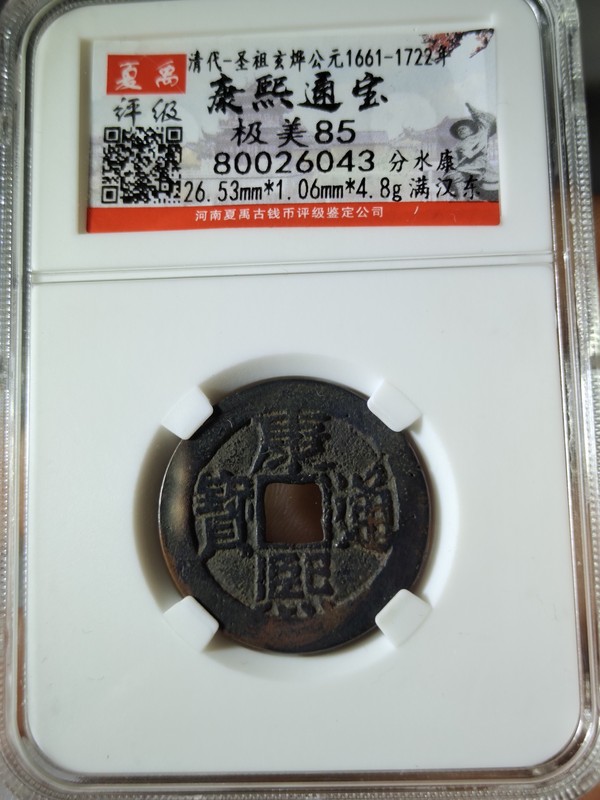 夏禹
评级
清代-圣祖玄烨公元1661-1722年
康熙通宝
极美85
80026043 分水康
26.53mm*1.06mm*4.8g 满汉东
河南夏禹古钱币评级鉴定公司
康熙通寶